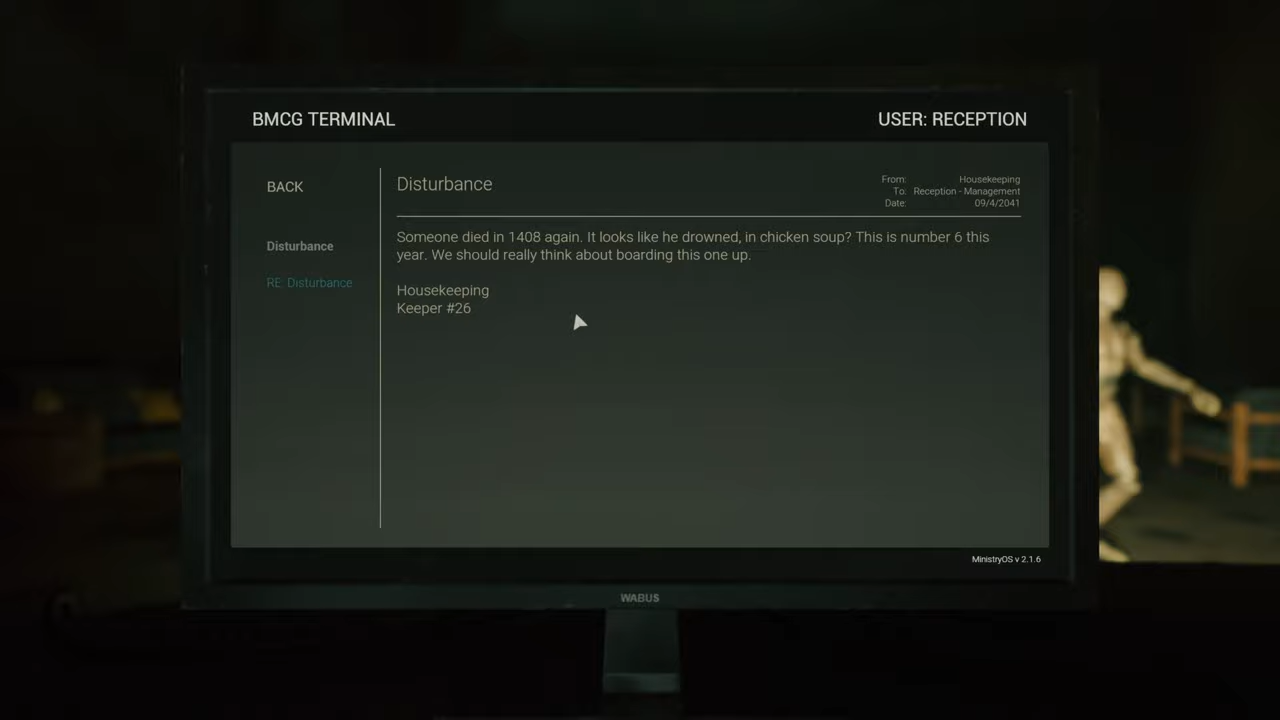 BMCG TERMINAL
USER: RECEPTION
BACK
Disturbance
RE: Disturbance
Disturbance
From: Housekeeping
To: Reception - Management
Date: 09/4/2041
Someone died in 1408 again. It looks like he drowned, in chicken soup? This is number 6 this
year. We should really think about boarding this one up.
Housekeeping
Keeper #26
MinistryOS v 2.1.6
WABUS